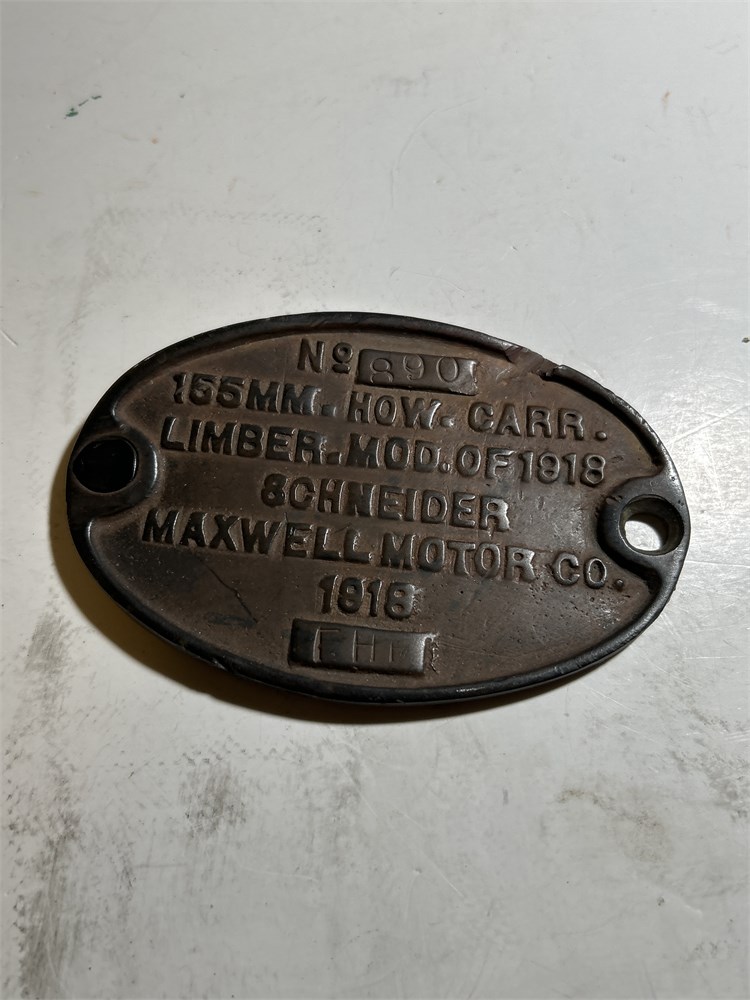 Nº 890
155MM. HOW. CARR.
LIMBER. MOD. OF 1918
SCHNEIDER
MAXWELL MOTOR CO.
1918